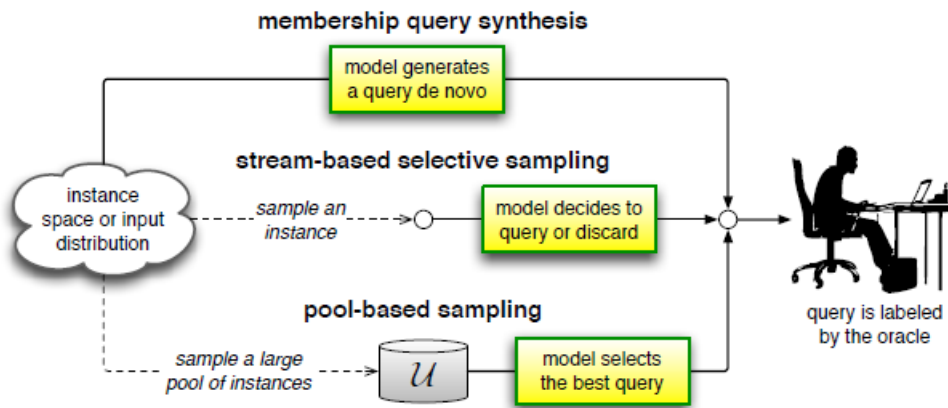 membership query synthesis
model generates
a query de novo
stream-based selective sampling
instance
space or input
distribution
sample an
instance
model decides to
query or discard
pool-based sampling
sample a large
pool of instances
U
model selects
the best query
query is labeled
by the oracle